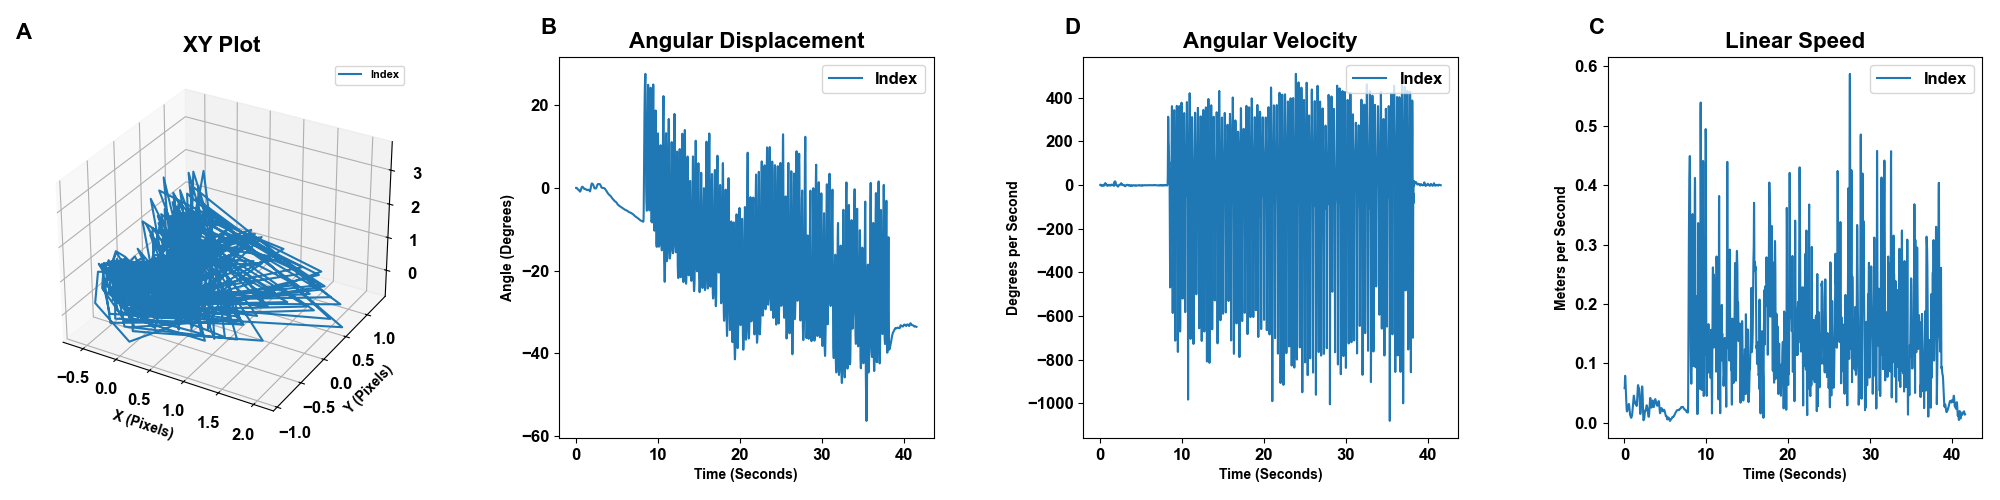 A
XY Plot
Index
3
2
1
0
−0.5
0.0
0.5
1.0
1.5
2.0
X (Pixels)
−1.0
−0.5
0.0
0.5
1.0
Y (Pixels)
B
Angular Displacement
Index
20
0
−20
−40
−60
Angle (Degrees)
0
10
20
30
40
Time (Seconds)
D
Angular Velocity
Index
400
200
0
−200
−400
−600
−800
−1000
Degrees per Second
0
10
20
30
40
Time (Seconds)
C
Linear Speed
Index
0.6
0.5
0.4
0.3
0.2
0.1
0.0
Meters per Second
0
10
20
30
40
Time (Seconds)